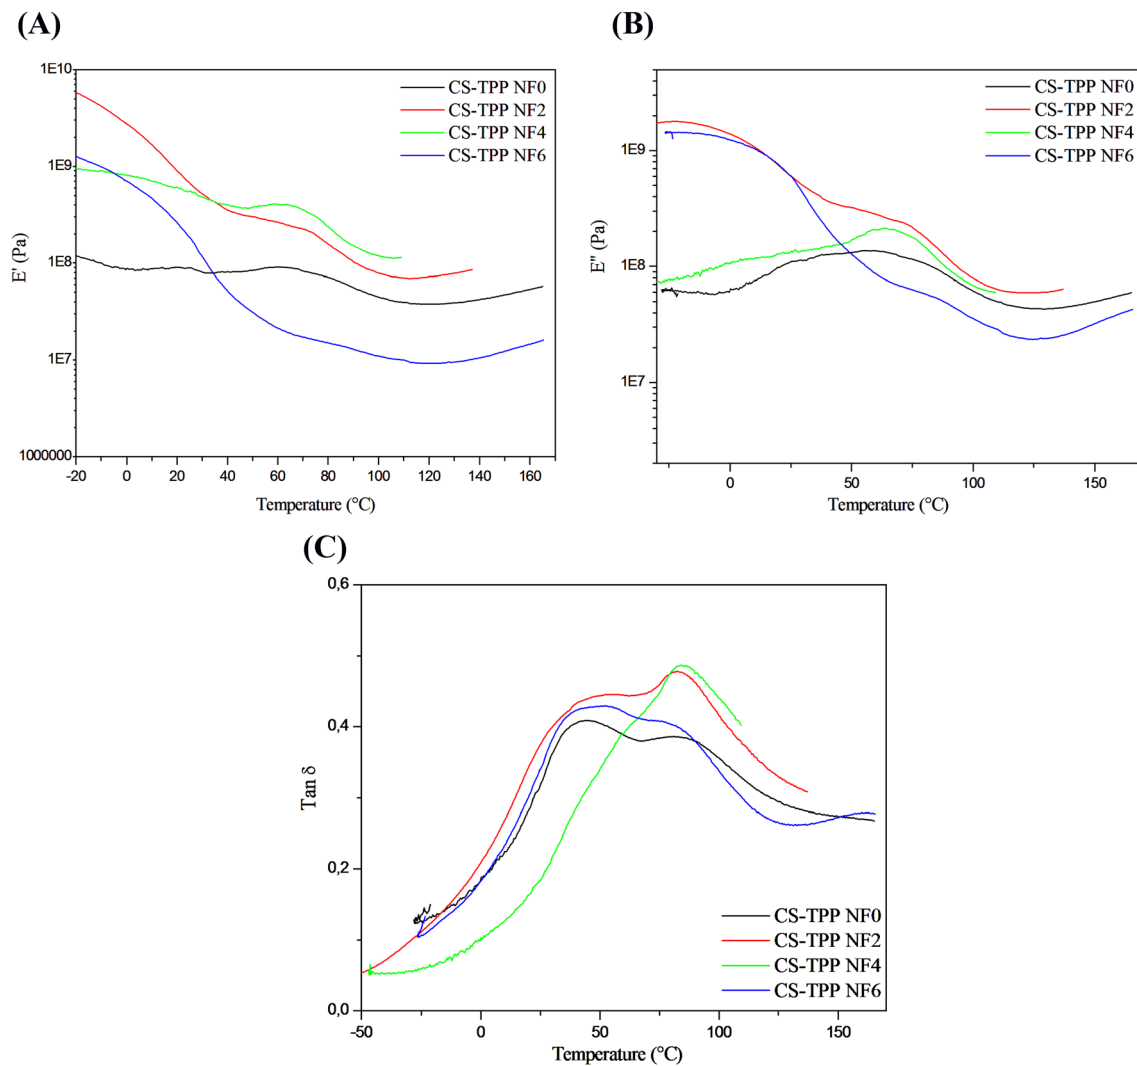 (A)
1E10
1E9
1E8
1E7
1000000
E' (Pa)
-20
0
20
40
60
80
100
120
140
160
Temperature (°C)
CS-TPP NF0
CS-TPP NF2
CS-TPP NF4
CS-TPP NF6
(B)
1E9
1E8
1E7
E'' (Pa)
0
50
100
150
Temperature (°C)
CS-TPP NF0
CS-TPP NF2
CS-TPP NF4
CS-TPP NF6
(C)
0,6
0,4
0,2
0,0
Tan δ
-50
0
50
100
150
Temperature (°C)
CS-TPP NF0
CS-TPP NF2
CS-TPP NF4
CS-TPP NF6